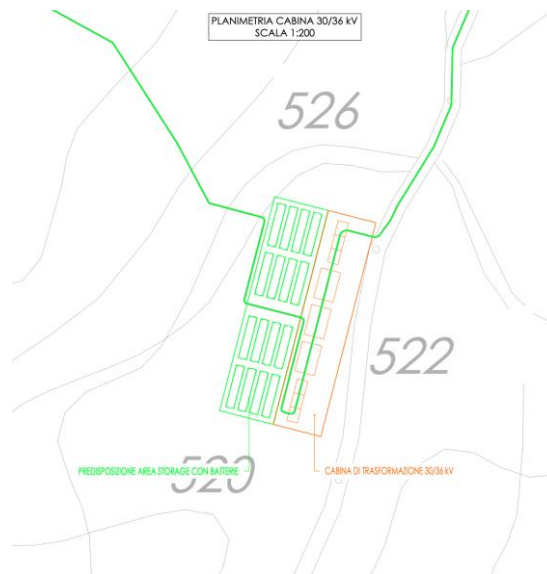 PLANIMETRIA CABINA 30/36 kV
SCALA 1:200
526
522
PREDISPOSIZIONE AREA STORAGE CON BATTERIE
CABINA DI TRASFORMAZIONE 30/36 kV
520